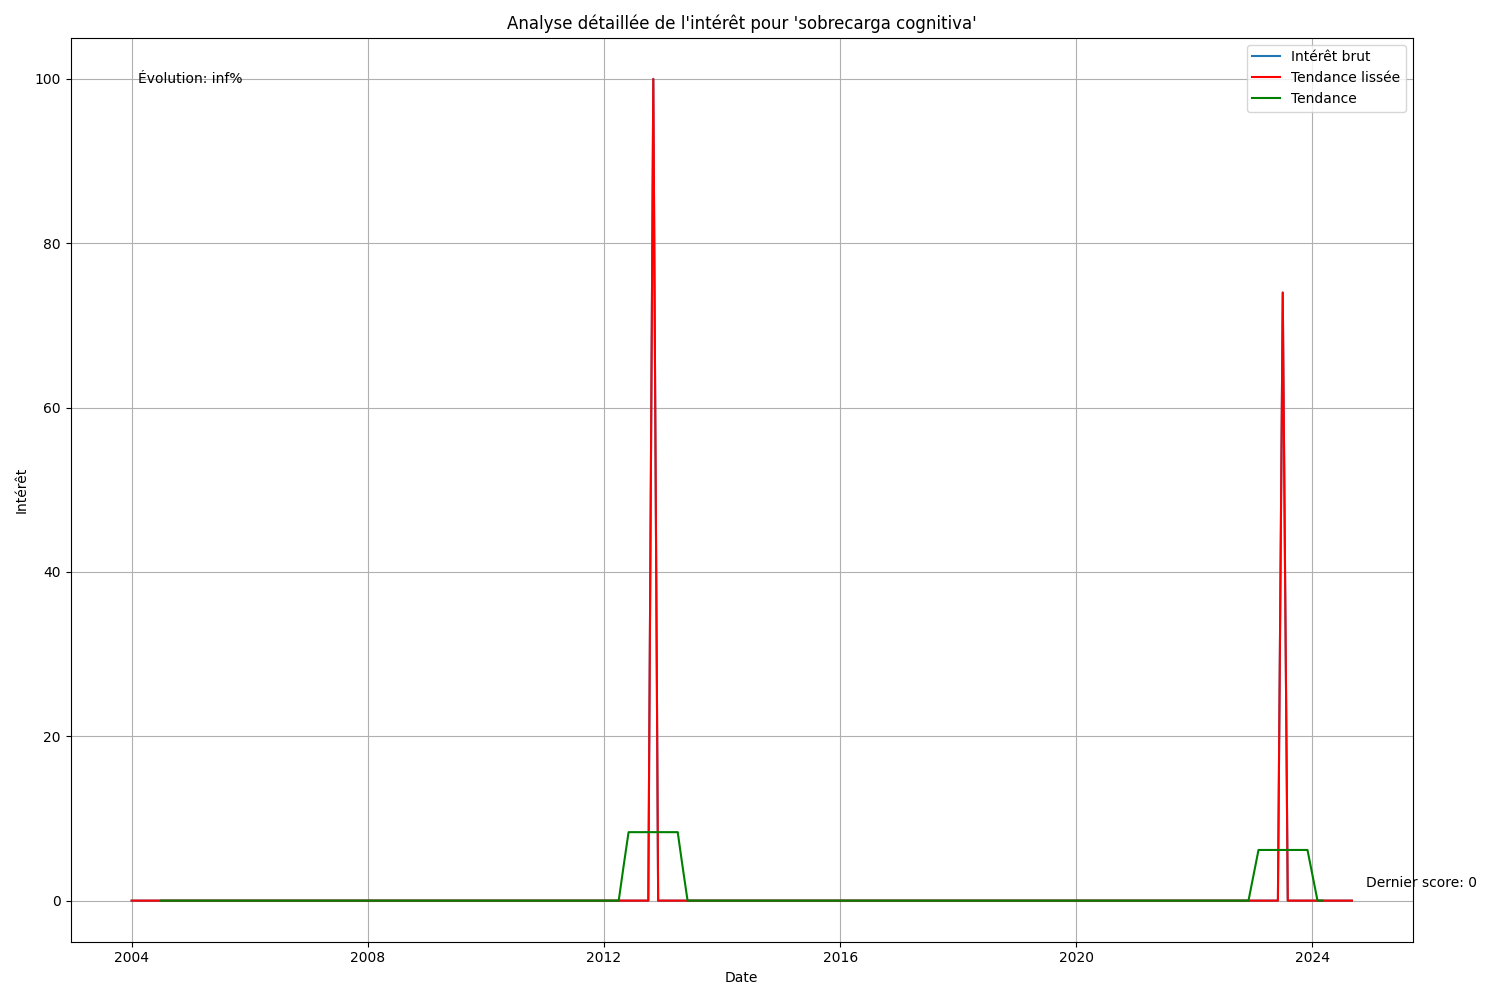 Analyse détaillée de l'intérêt pour 'sobrecarga cognitiva'
Évolution: inf%
Intérêt brut
Tendance lissée
Tendance
100
80
60
40
20
0
Intérêt
Dernier score: 0
2004
2008
2012
2016
2020
2024
Date